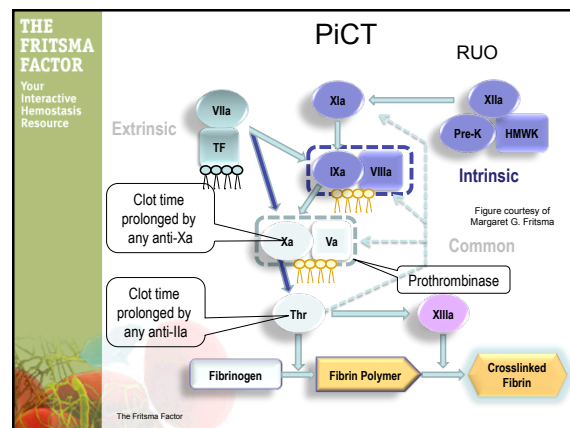 THE
FRITSMA
FACTOR
Your
Interactive
Hemostasis
Resource
PiCT
RUO
Extrinsic
VIIa
TF
XIa
XIIa
Pre-K
HMWK
IXa
VIIIa
Intrinsic
Figure courtesy of
Margaret G. Fritsma
Clot time
prolonged by
any anti-Xa
Xa
Va
Common
Prothrombinase
Clot time
prolonged by
any anti-IIa
Thr
XIIIa
Fibrinogen
Fibrin Polymer
Crosslinked
Fibrin
The Fritsma Factor